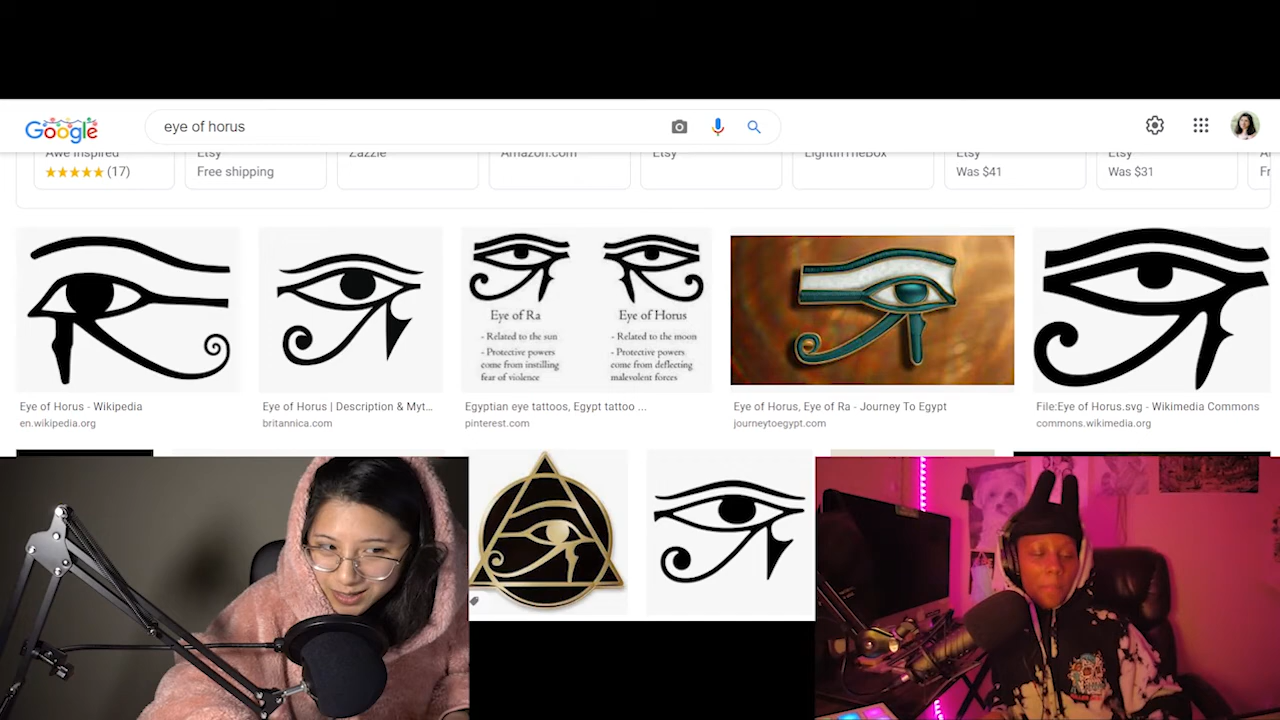 Google
eye of horus
Awe Inspired
Etsy
Zazzle
Amazon.com
Etsy
LightInTheBox
Etsy
Etsy
★★★★★ (17)
Free shipping
Was $41
Was $31
Eye of Ra
- Related to the sun
- Protective powers
come from instilling
fear of violence
Eye of Horus
- Related to the moon
- Protective powers
come from deflecting
malevolent forces
Eye of Horus - Wikipedia
en.wikipedia.org
Eye of Horus | Description & Myt...
britannica.com
Egyptian eye tattoos, Egypt tattoo ...
pinterest.com
Eye of Horus, Eye of Ra - Journey To Egypt
journeytoegypt.com
File:Eye of Horus.svg - Wikimedia Commons
commons.wikimedia.org